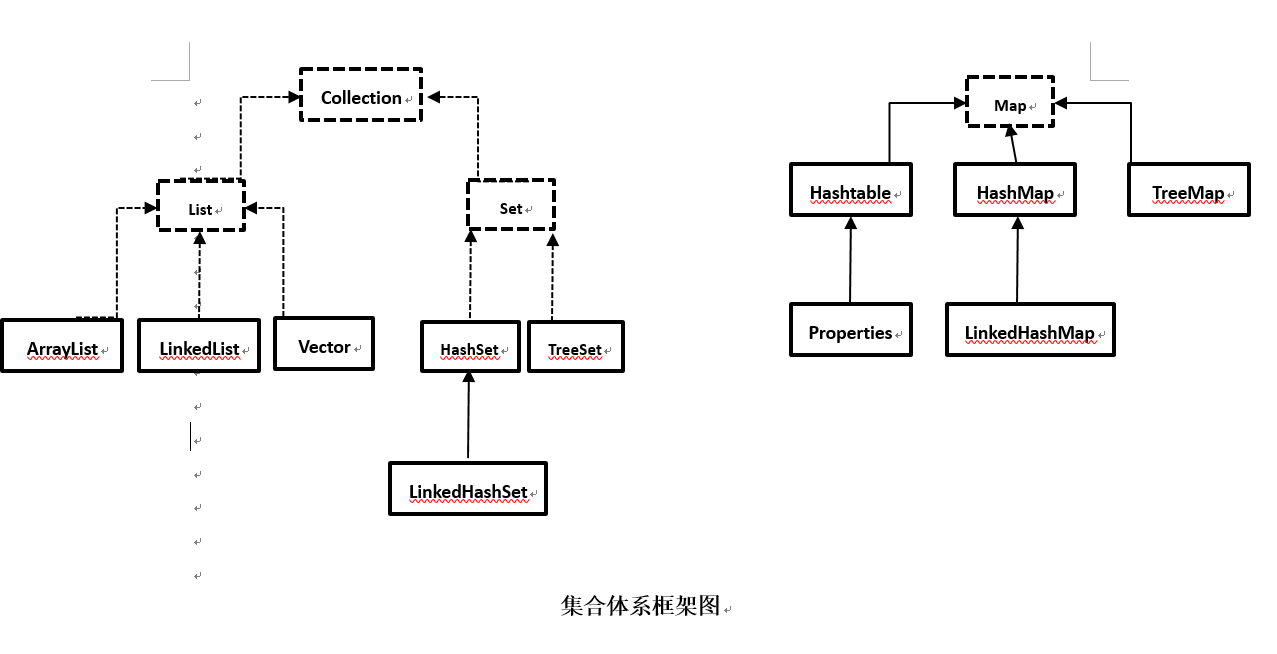 Collection
Map
List
Set
Hashtable
HashMap
TreeMap
ArrayList
LinkedList
Vector
HashSet
TreeSet
Properties
LinkedHashMap
LinkedHashSet
集合体系框架图